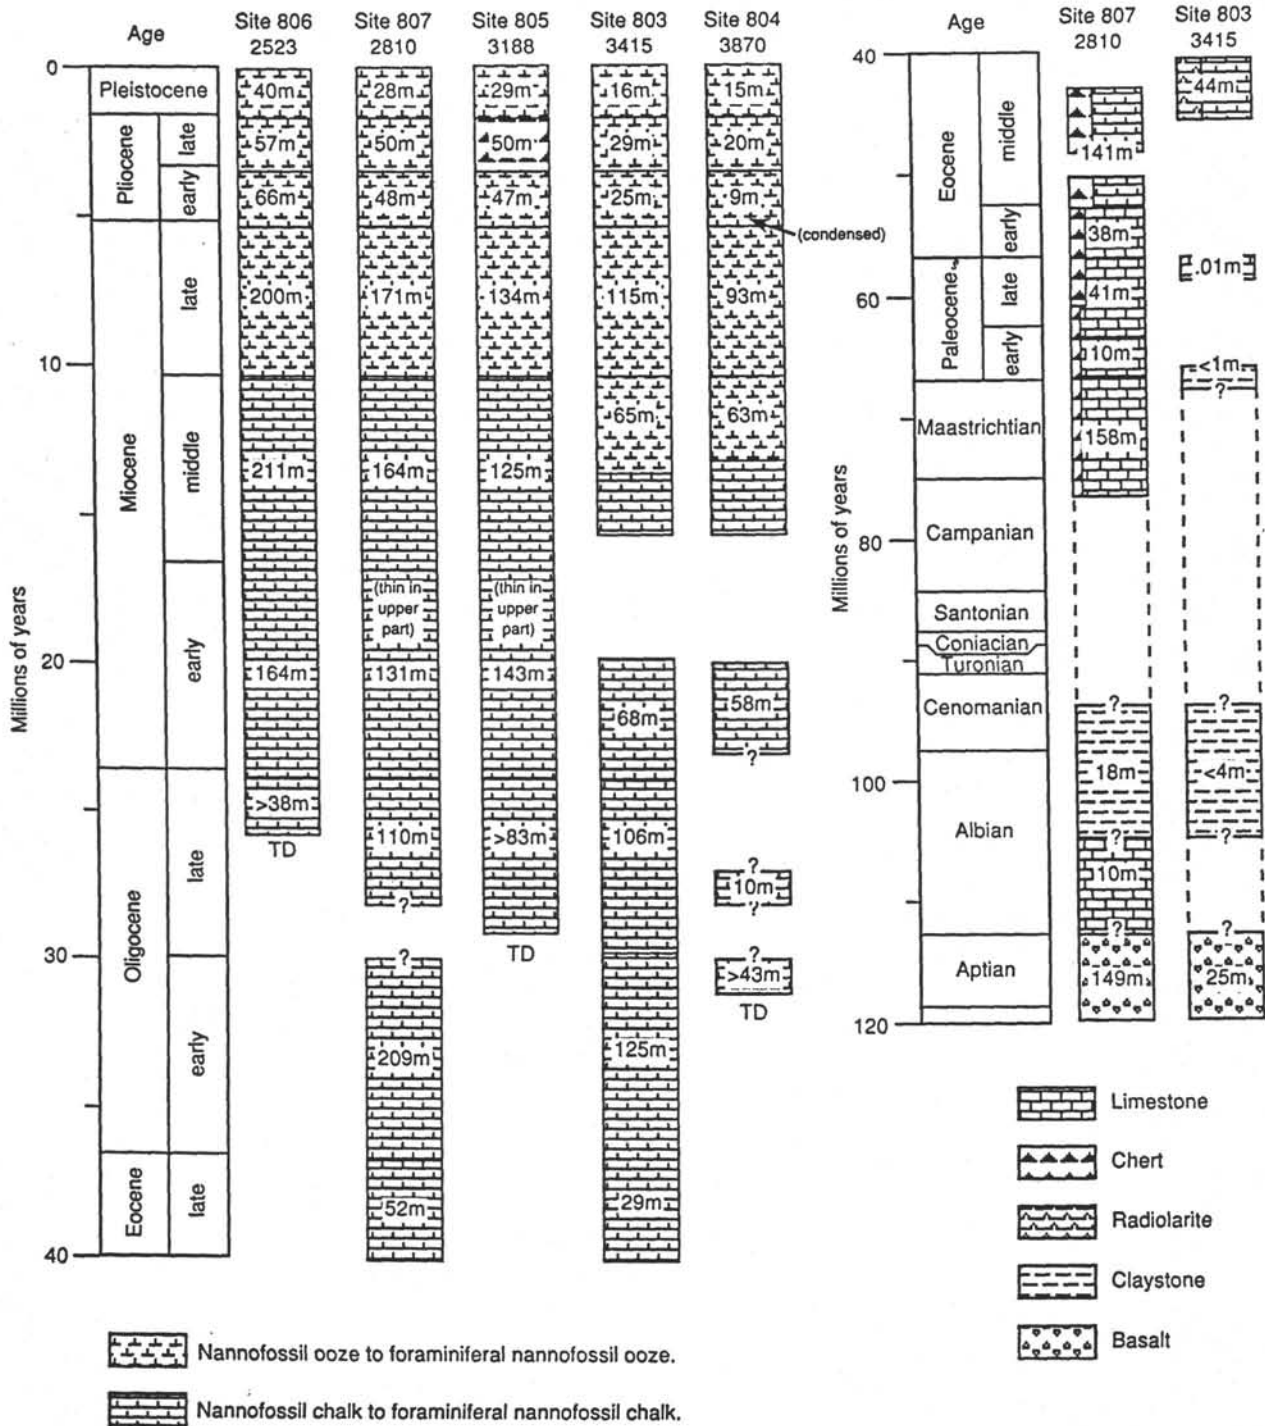 Age
Site 806
2523
Site 807
2810
Site 805
3188
Site 803
3415
Site 804
3870
Millions of years
0
10
20
30
40
Pleistocene
Pliocene
late
early
Miocene
late
middle
early
Oligocene
late
early
Eocene
late
40m
57m
66m
200m
211m
164m
>38m
TD
28m
50m
48m
171m
164m
(thin in
upper
part)
131m
110m
?
?
209m
52m
29m
50m
47m
134m
125m
(thin in
upper
part)
143m
>83m
TD
16m
29m
25m
115m
65m
68m
106m
125m
29m
15m
20m
9m
(condensed)
93m
63m
58m
?
?
10m
?
?
>43m
TD
Nannofossil ooze to foraminiferal nannofossil ooze.
Nannofossil chalk to foraminiferal nannofossil chalk.
Age
Site 807
2810
Site 803
3415
Millions of years
40
60
80
100
120
Eocene
middle
early
Paleocene
late
early
Maastrichtian
Campanian
Santonian
Coniacian
Turonian
Cenomanian
Albian
Aptian
141m
38m
41m
10m
158m
?
18m
?
10m
?
149m
44m
.01m
<1m
?
?
<4m
?
?
25m
Limestone
Chert
Radiolarite
Claystone
Basalt